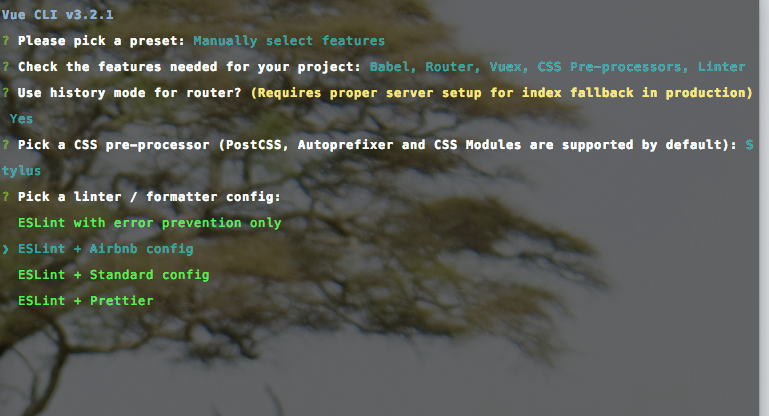 Vue CLI v3.2.1
? Please pick a preset: Manually select features
? Check the features needed for your project: Babel, Router, Vuex, CSS Pre-processors, Linter
? Use history mode for router? (Requires proper server setup for index fallback in production)
Yes
? Pick a CSS pre-processor (PostCSS, Autoprefixer and CSS Modules are supported by default): S
tylus
? Pick a linter / formatter config:
ESLint with error prevention only
❯ ESLint + Airbnb config
ESLint + Standard config
ESLint + Prettier